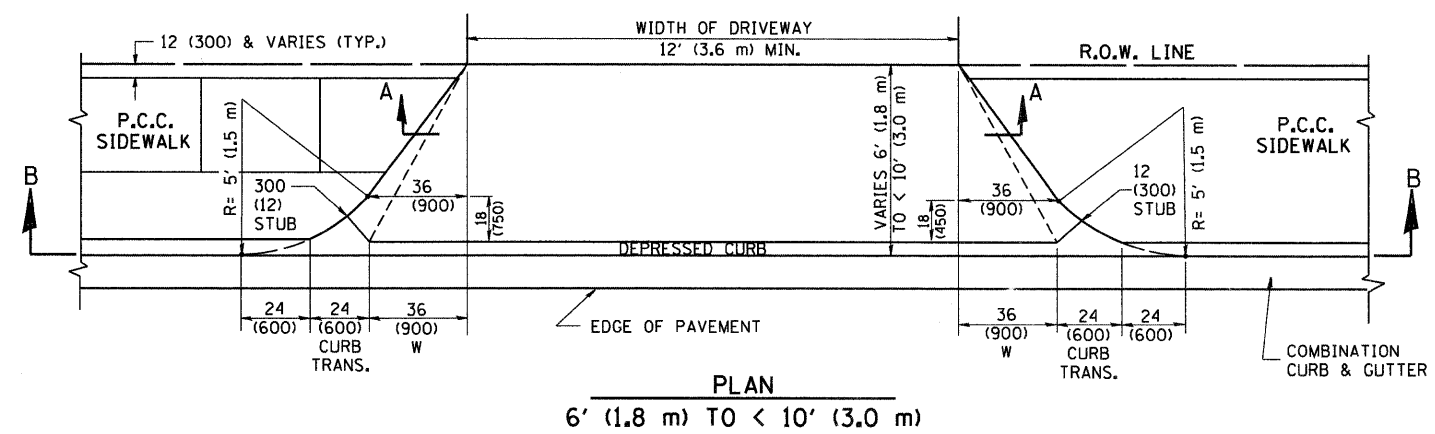 WIDTH OF DRIVEWAY
12' (3.6 m) MIN.
12 (300) & VARIES (TYP.)
R.O.W. LINE
A
A
P.C.C.
SIDEWALK
P.C.C.
SIDEWALK
R= 5' (1.5 m)
VARIES 6' (1.8 m)
TO < 10' (3.0 m)
R= 5' (1.5 m)
B
B
300
(12)
STUB
36
(900)
18
(750)
36
(900)
18
(450)
12
(300)
STUB
DEPRESSED CURB
24
(600)
24
(600)
CURB
TRANS.
36
(900)
W
EDGE OF PAVEMENT
36
(900)
W
24
(600)
CURB
TRANS.
24
(600)
COMBINATION
CURB & GUTTER
PLAN
6' (1.8 m) TO < 10' (3.0 m)